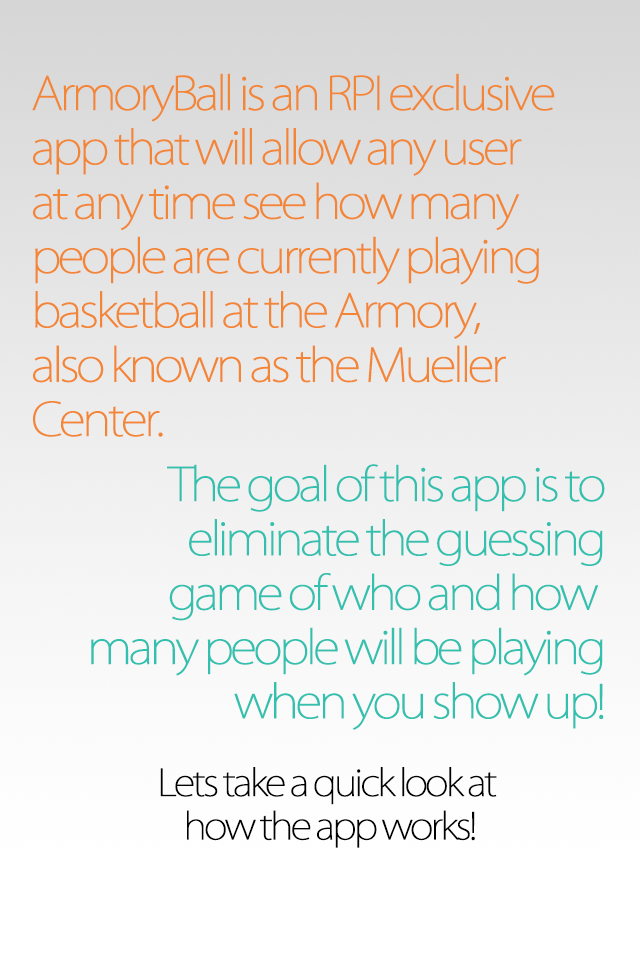 ArmoryBall is an RPI exclusive
app that will allow any user
at any time see how many
people are currently playing
basketball at the Armory,
also known as the Mueller
Center.
The goal of this app is to
eliminate the guessing
game of who and how
many people will be playing
when you show up!
Lets take a quick look at
how the app works!